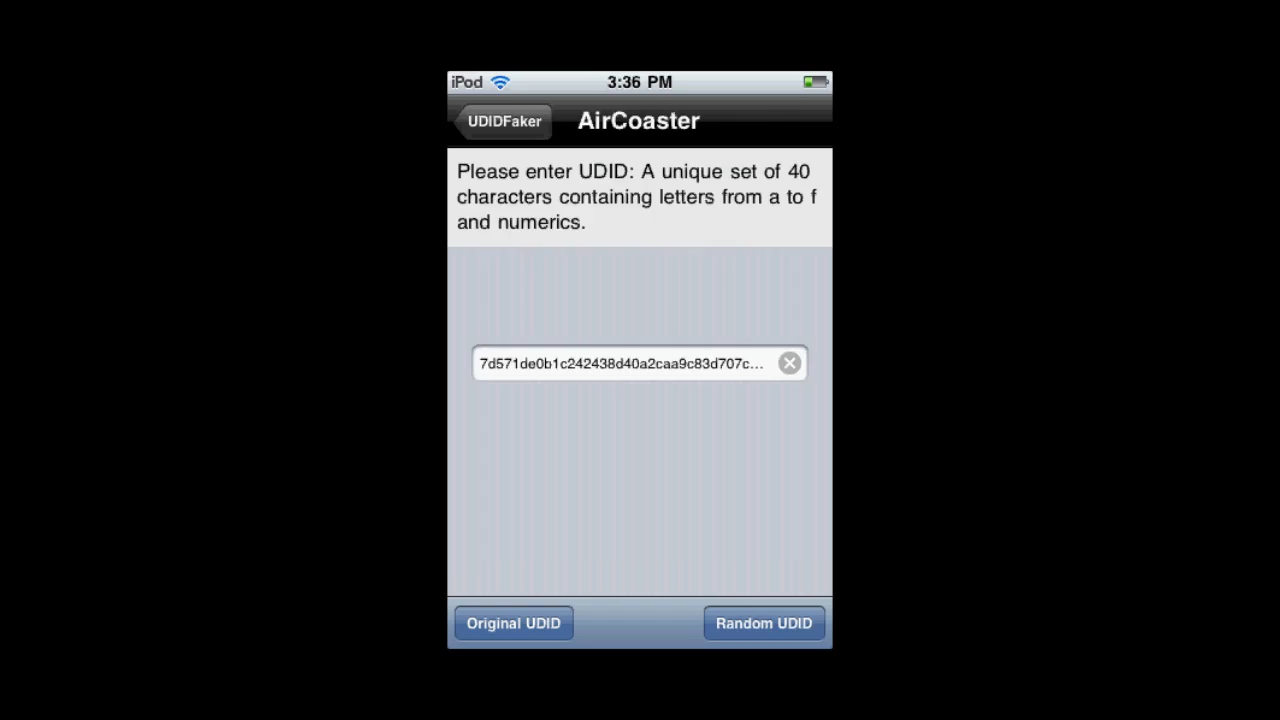 iPod 3:36 PM
UDIDFaker AirCoaster
Please enter UDID: A unique set of 40
characters containing letters from a to f
and numerics.
7d571de0b1c242438d40a2caa9c83d707c...
Original UDID Random UDID